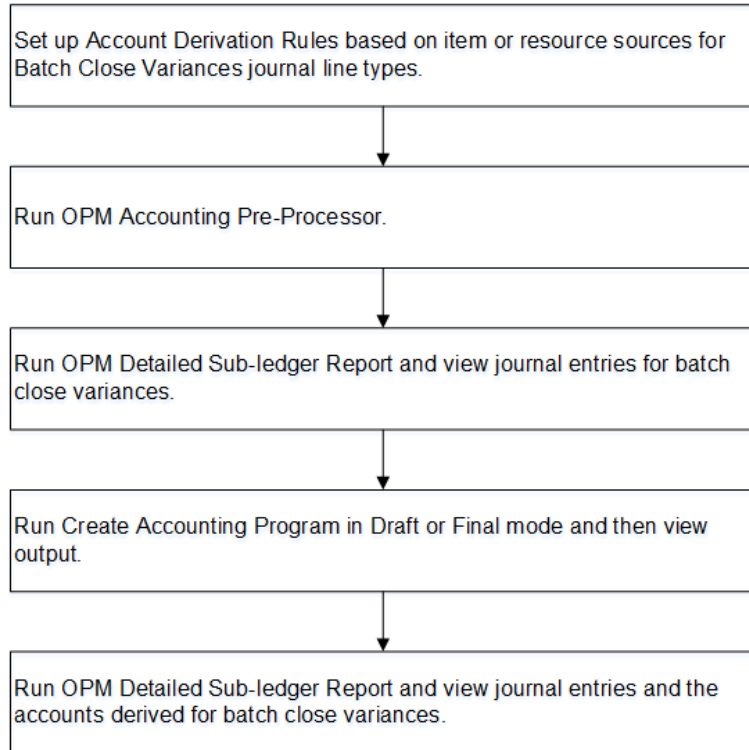 Set up Account Derivation Rules based on item or resource sources for
Batch Close Variances journal line types.
Run OPM Accounting Pre-Processor.
Run OPM Detailed Sub-ledger Report and view journal entries for batch
close variances.
Run Create Accounting Program in Draft or Final mode and then view
output.
Run OPM Detailed Sub-ledger Report and view journal entries and the
accounts derived for batch close variances.